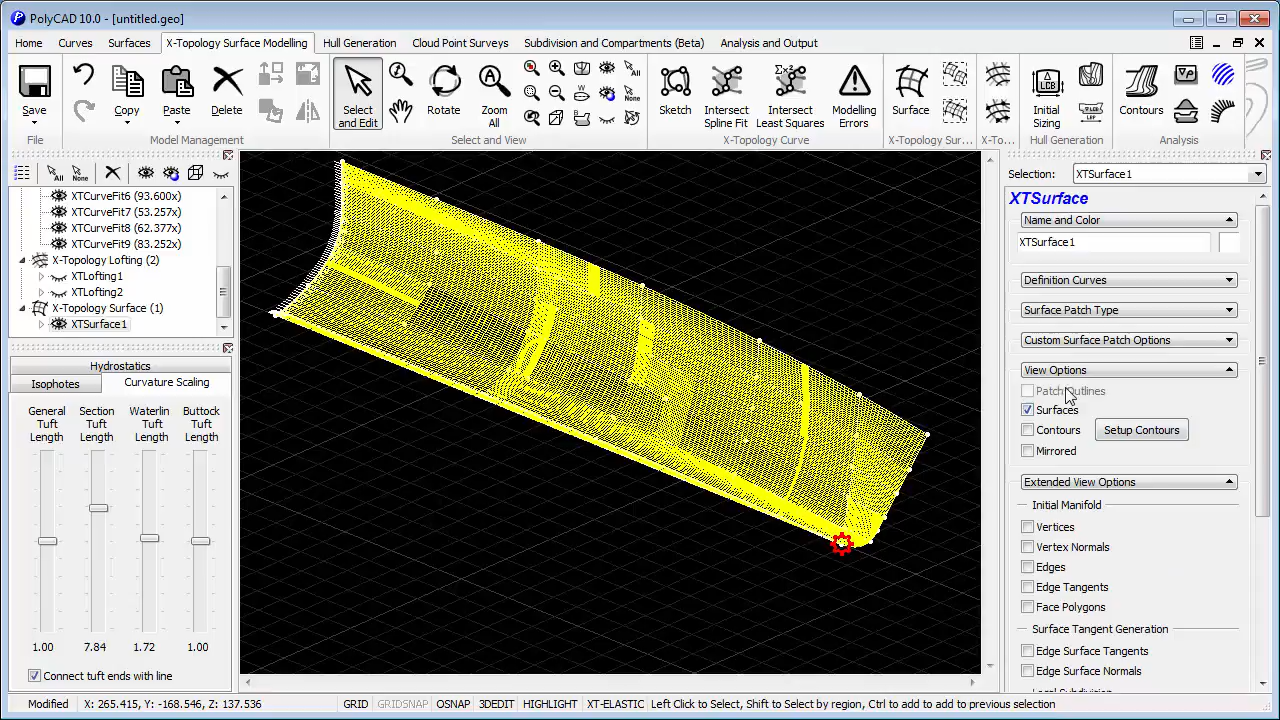 PolyCAD 10.0 - [untitled.geo]
Home Curves Surfaces X-Topology Surface Modelling Hull Generation Cloud Point Surveys Subdivision and Compartments (Beta) Analysis and Output
Save Copy Paste Delete Select and Edit Rotate Zoom All Sketch Intersect Spline Fit Intersect Least Squares Modelling Errors Surface Initial Sizing Contours
File Model Management Select and View X-Topology Curve X-Topology Sur... X-To... Hull Generation Analysis
XTCurveFit6 (93.600x)
XTCurveFit7 (53.257x)
XTCurveFit8 (62.377x)
XTCurveFit9 (83.252x)
X-Topology Lofting (2)
XTLofting1
XTLofting2
X-Topology Surface (1)
XTSurface1
Hydrostatics
Isophotes Curvature Scaling
General Tuft Length
Section Tuft Length
Waterlin Tuft Length
Buttock Tuft Length
1.00 7.84 1.72 1.00
Connect tuft ends with line
Selection: XTSurface1
XTSurface
Name and Color
XTSurface1
Definition Curves
Surface Patch Type
Custom Surface Patch Options
View Options
Patch Outlines
Surfaces
Contours Setup Contours
Mirrored
Extended View Options
Initial Manifold
Vertices
Vertex Normals
Edges
Edge Tangents
Face Polygons
Surface Tangent Generation
Edge Surface Tangents
Edge Surface Normals
Modified X: 265.415, Y: -168.546, Z: 137.536 GRID GRIDSNAP OSNAP 3DEDIT HIGHLIGHT XT-ELASTIC Left Click to Select, Shift to Select by region, Ctrl to add to add to previous selection